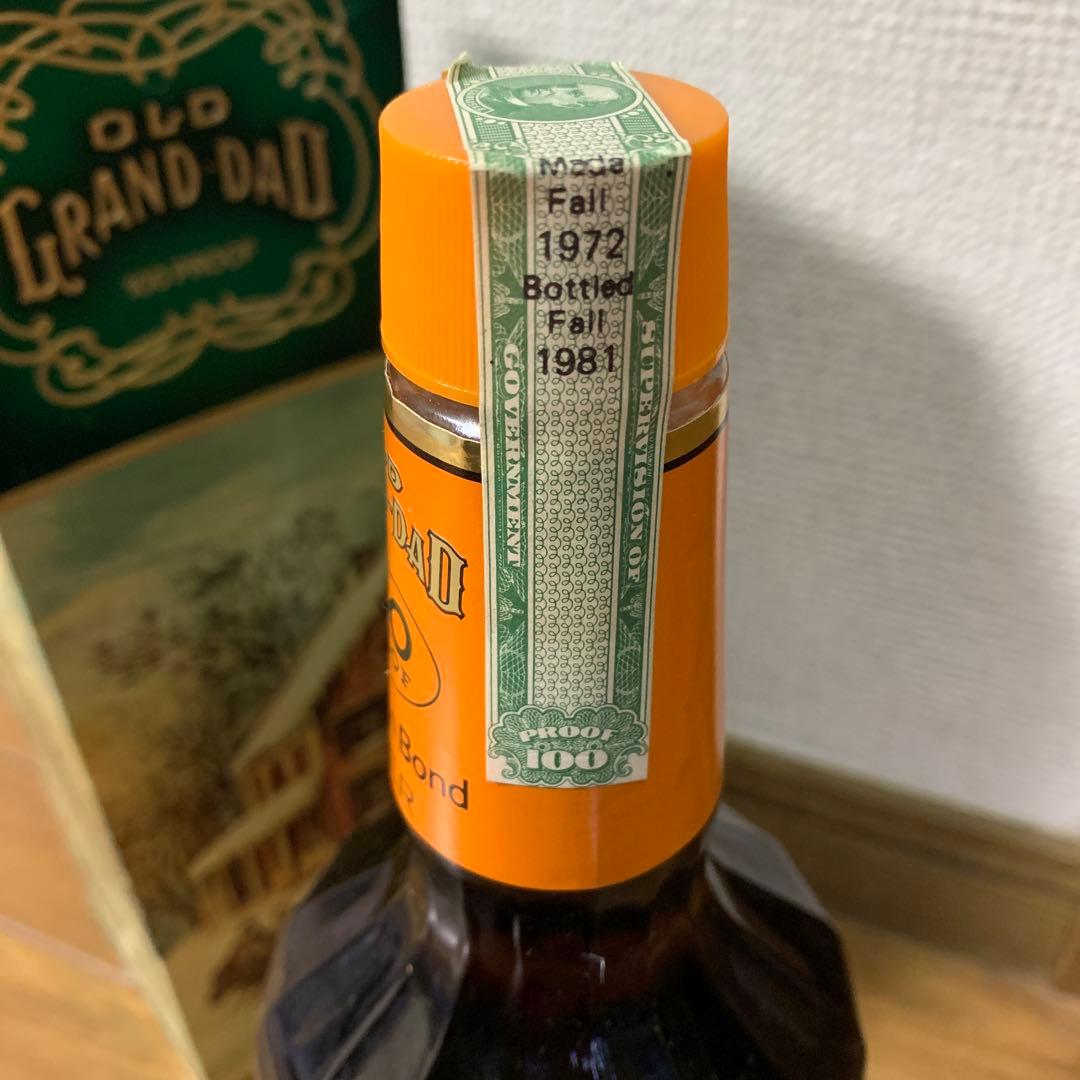 OLD
GRAND-DAD
100 PROOF
Made
Fall
1972
Bottled
Fall
1981
GOVERNMENT
SUPERVISION OF
PROOF
100
DAD
Bond